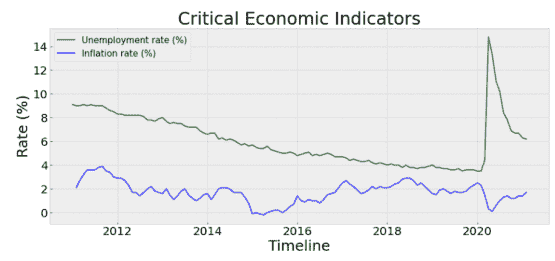 Critical Economic Indicators
Unemployment rate (%)
Inflation rate (%)
Rate (%)
14
12
10
8
6
4
2
0
2012 2014 2016 2018 2020
Timeline